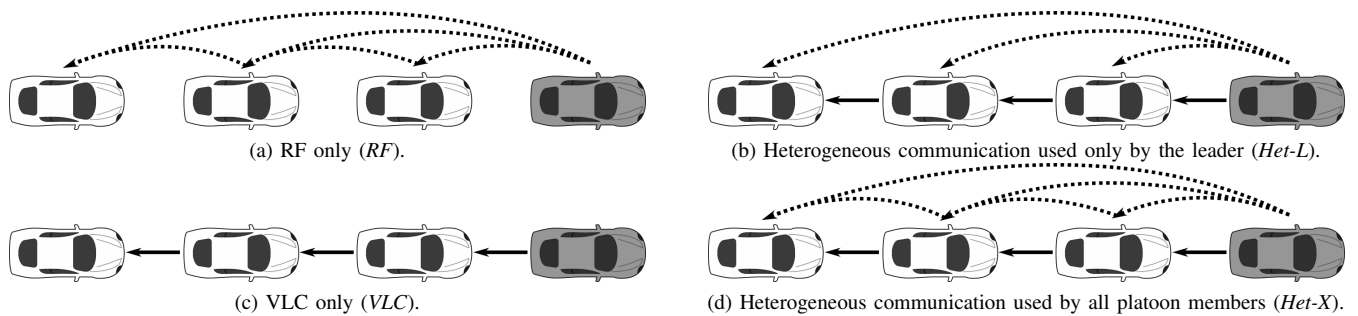 (a) RF only (RF).
(b) Heterogeneous communication used only by the leader (Het-L).
(c) VLC only (VLC).
(d) Heterogeneous communication used by all platoon members (Het-X).